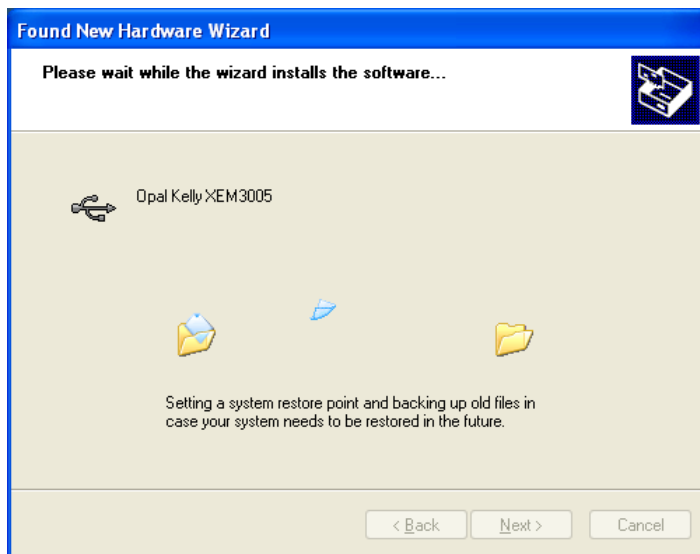 Found New Hardware Wizard
Please wait while the wizard installs the software...
Opal Kelly XEM3005
Setting a system restore point and backing up old files in
case your system needs to be restored in the future.
< Back Next > Cancel